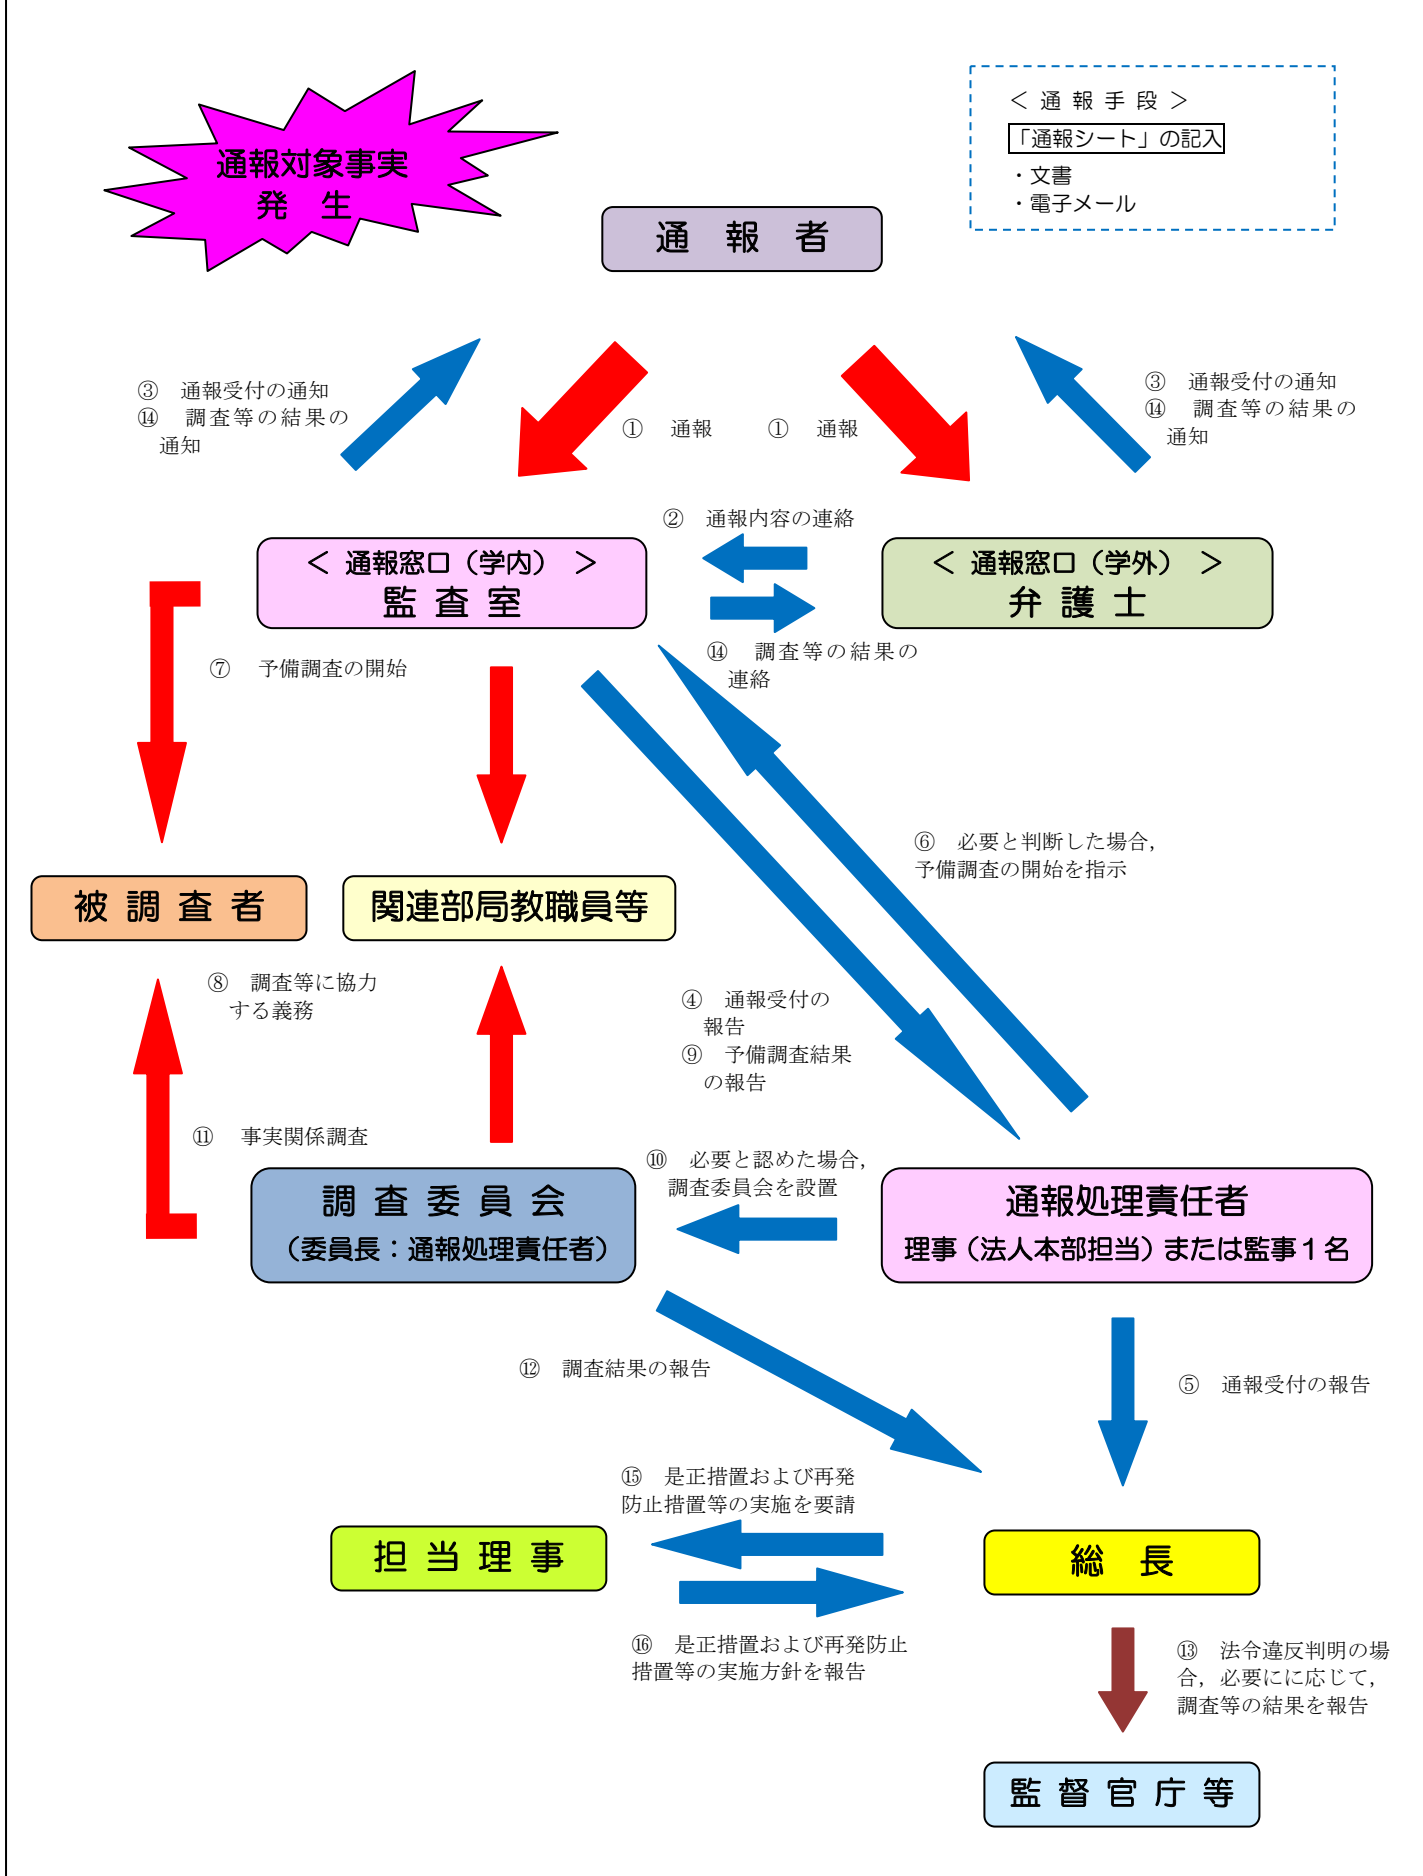 通報対象事実
発 生
＜ 通 報 手 段 ＞
「通報シート」の記入
・文書
・電子メール
通 報 者
③ 通報受付の通知
⑭ 調査等の結果の
通知
① 通報
① 通報
③ 通報受付の通知
⑭ 調査等の結果の
通知
② 通報内容の連絡
＜ 通報窓口（学内） ＞
監 査 室
＜ 通報窓口（学外） ＞
弁 護 士
⑭ 調査等の結果の
連絡
⑦ 予備調査の開始
⑥ 必要と判断した場合，
予備調査の開始を指示
被 調 査 者
関連部局教職員等
⑧ 調査等に協力
する義務
④ 通報受付の
報告
⑨ 予備調査結果
の報告
⑪ 事実関係調査
⑩ 必要と認めた場合，
調査委員会を設置
調 査 委 員 会
（委員長：通報処理責任者）
通報処理責任者
理事（法人本部担当）または監事１名
⑫ 調査結果の報告
⑤ 通報受付の報告
⑮ 是正措置および再発
防止措置等の実施を要請
担 当 理 事
総 長
⑯ 是正措置および再発防止
措置等の実施方針を報告
⑬ 法令違反判明の場
合，必要にに応じて，
調査等の結果を報告
監 督 官 庁 等